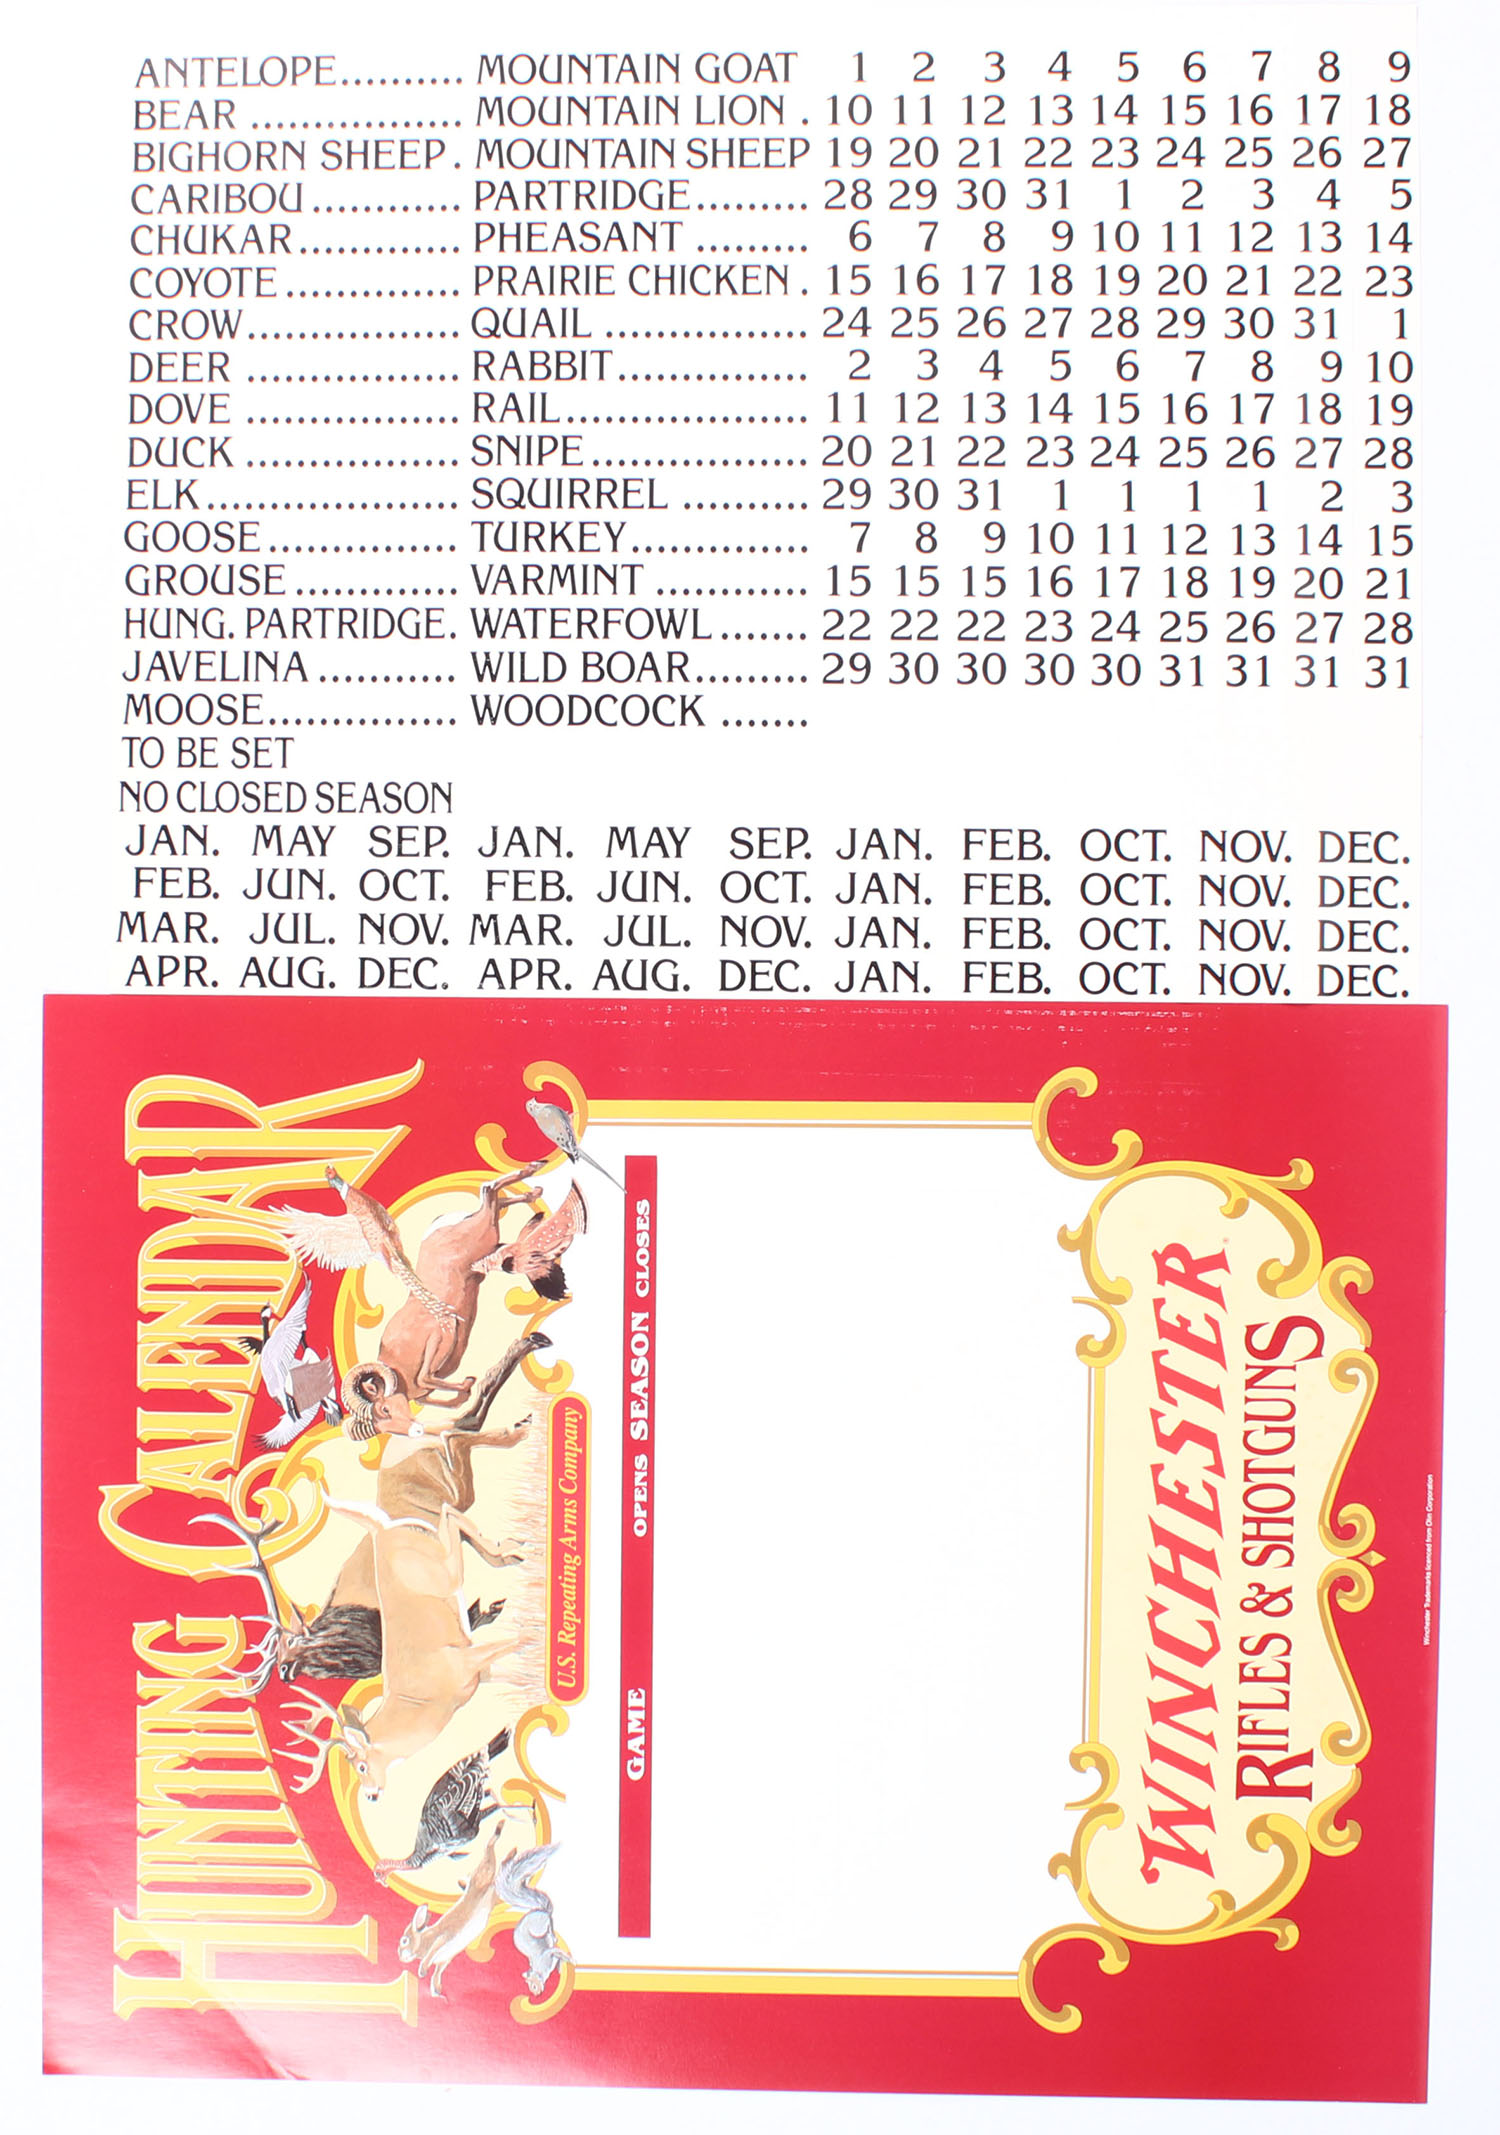 ANTELOPE.......... MOUNTAIN GOAT 1 2 3 4 5 6 7 8 9
BEAR ................ MOUNTAIN LION . 10 11 12 13 14 15 16 17 18
BIGHORN SHEEP. MOUNTAIN SHEEP 19 20 21 22 23 24 25 26 27
CARIBOU............ PARTRIDGE......... 28 29 30 31 1 2 3 4 5
CHUKAR............. PHEASANT ......... 6 7 8 9 10 11 12 13 14
COYOTE.............. PRAIRIE CHICKEN . 15 16 17 18 19 20 21 22 23
CROW................. QUAIL ................ 24 25 26 27 28 29 30 31 1
DEER ................. RABBIT............... 2 3 4 5 6 7 8 9 10
DOVE ................. RAIL................... 11 12 13 14 15 16 17 18 19
DUCK ................. SNIPE................. 20 21 22 23 24 25 26 27 28
ELK.................... SQUIRREL .......... 29 30 31 1 1 1 1 2 3
GOOSE............... TURKEY.............. 7 8 9 10 11 12 13 14 15
GROUSE............. VARMINT ............ 15 15 15 16 17 18 19 20 21
HUNG. PARTRIDGE. WATERFOWL....... 22 22 22 23 24 25 26 27 28
JAVELINA ........... WILD BOAR......... 29 30 30 30 30 31 31 31 31
MOOSE............... WOODCOCK .......
TO BE SET
NO CLOSED SEASON
JAN. MAY SEP. JAN. MAY SEP. JAN. FEB. OCT. NOV. DEC.
FEB. JUN. OCT. FEB. JUN. OCT. JAN. FEB. OCT. NOV. DEC.
MAR. JUL. NOV. MAR. JUL. NOV. JAN. FEB. OCT. NOV. DEC.
APR. AUG. DEC. APR. AUG. DEC. JAN. FEB. OCT. NOV. DEC.
HUNTING CALENDAR
U.S. Repeating Arms Company
GAME OPENS SEASON CLOSES
WINCHESTER®
RIFLES & SHOTGUNS
Winchester Trademarks licensed from Olin Corporation